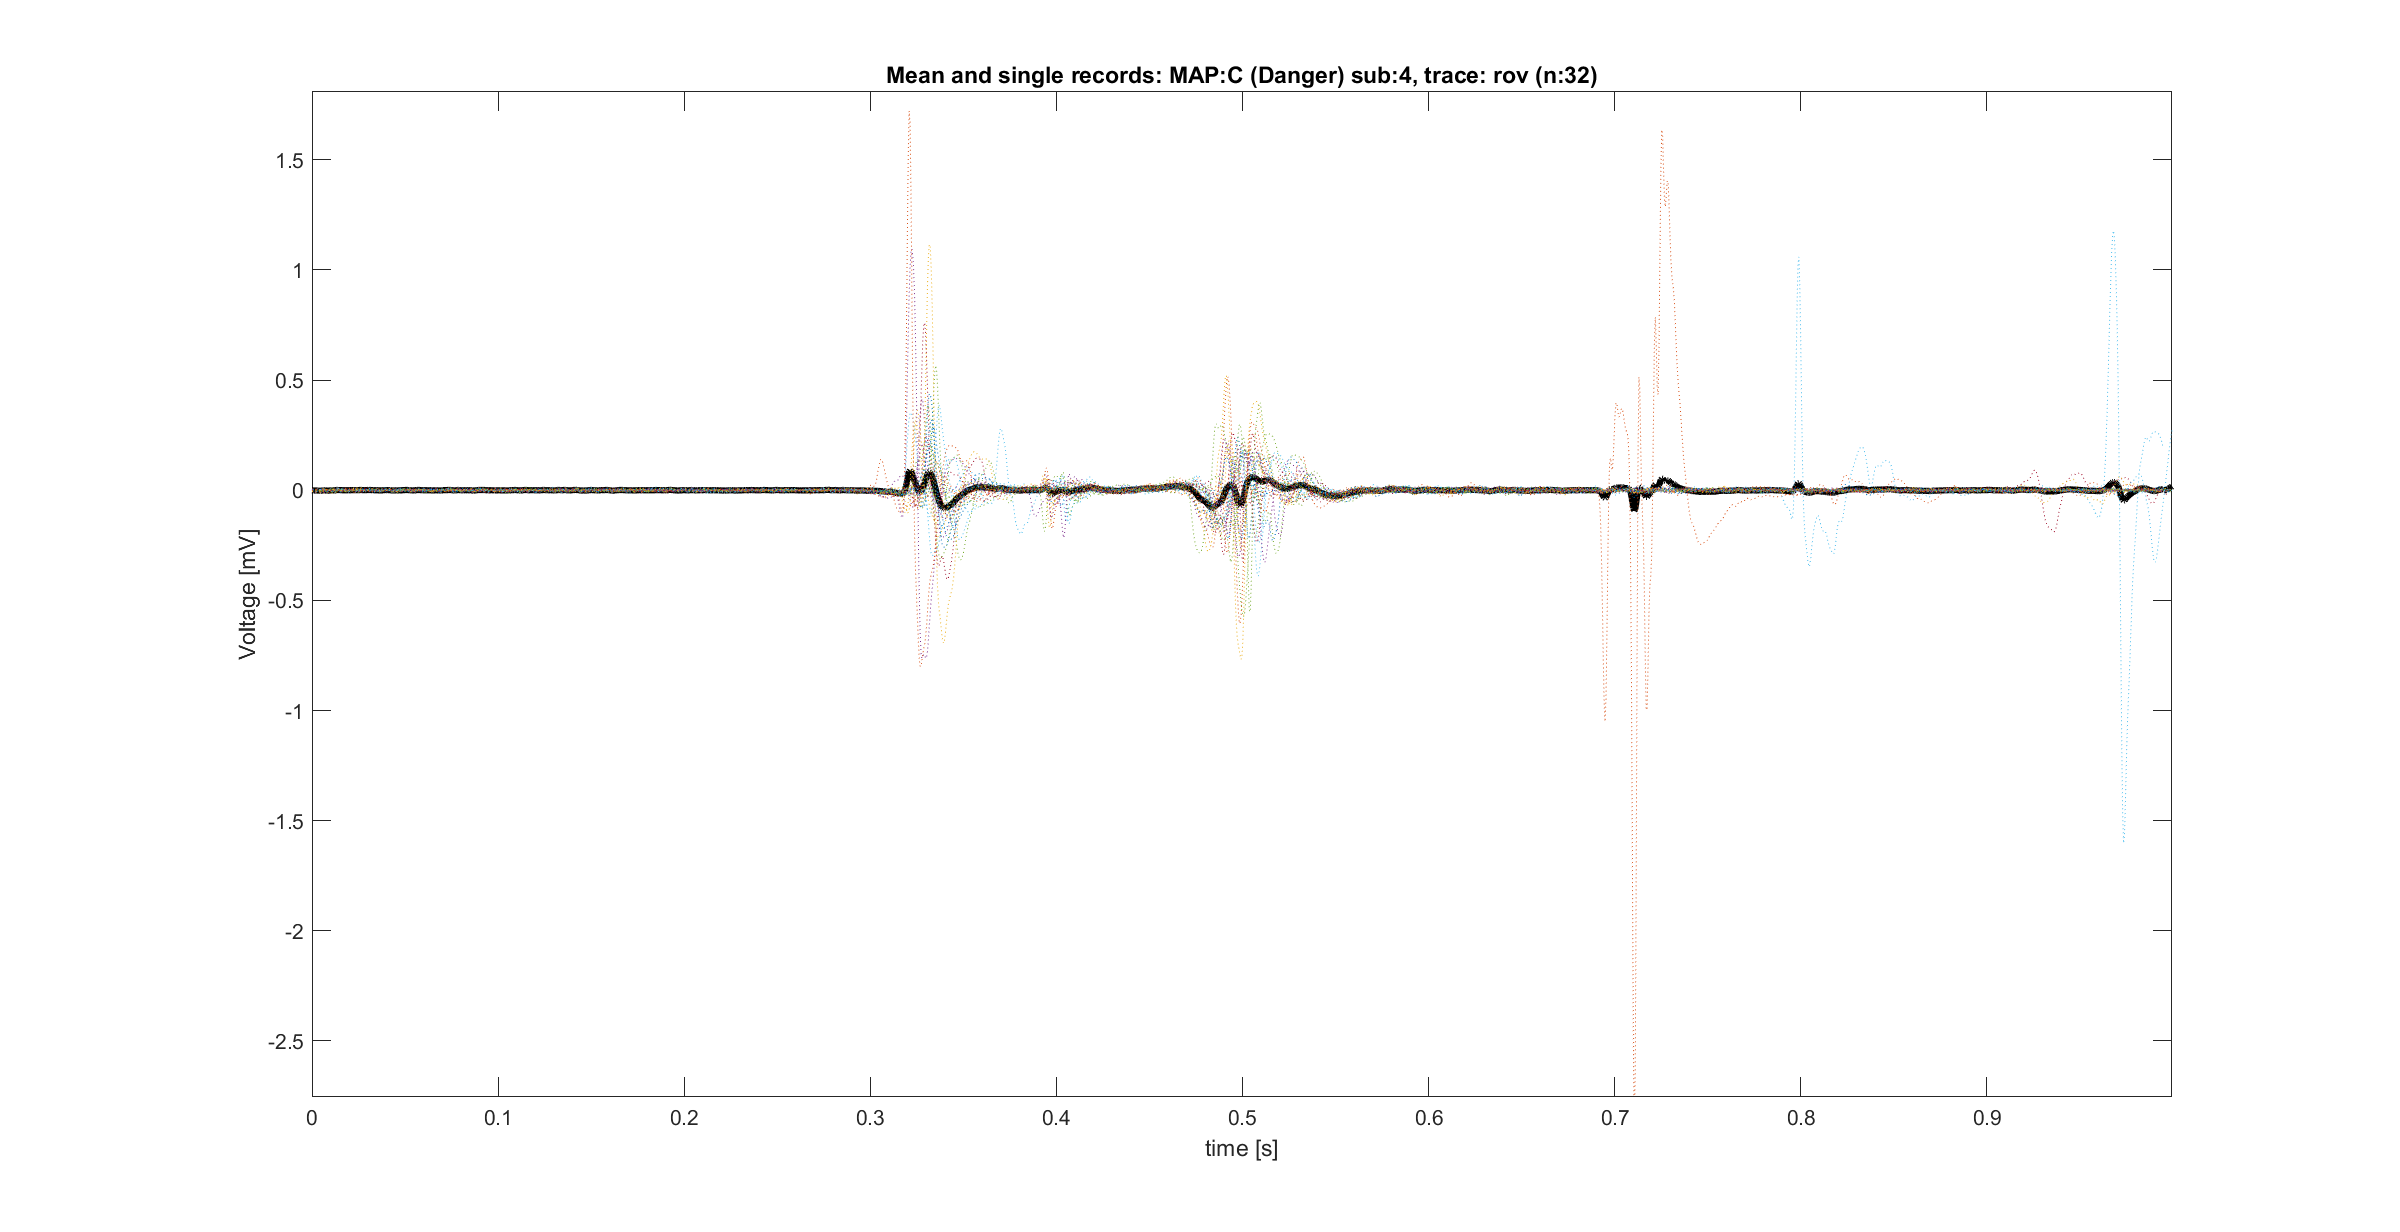 Mean and single records: MAP:C (Danger) sub:4, trace: rov (n:32)
1.5
1
0.5
0
-0.5
-1
-1.5
-2
-2.5
Voltage [mV]
0 0.1 0.2 0.3 0.4 0.5 0.6 0.7 0.8 0.9
time [s]